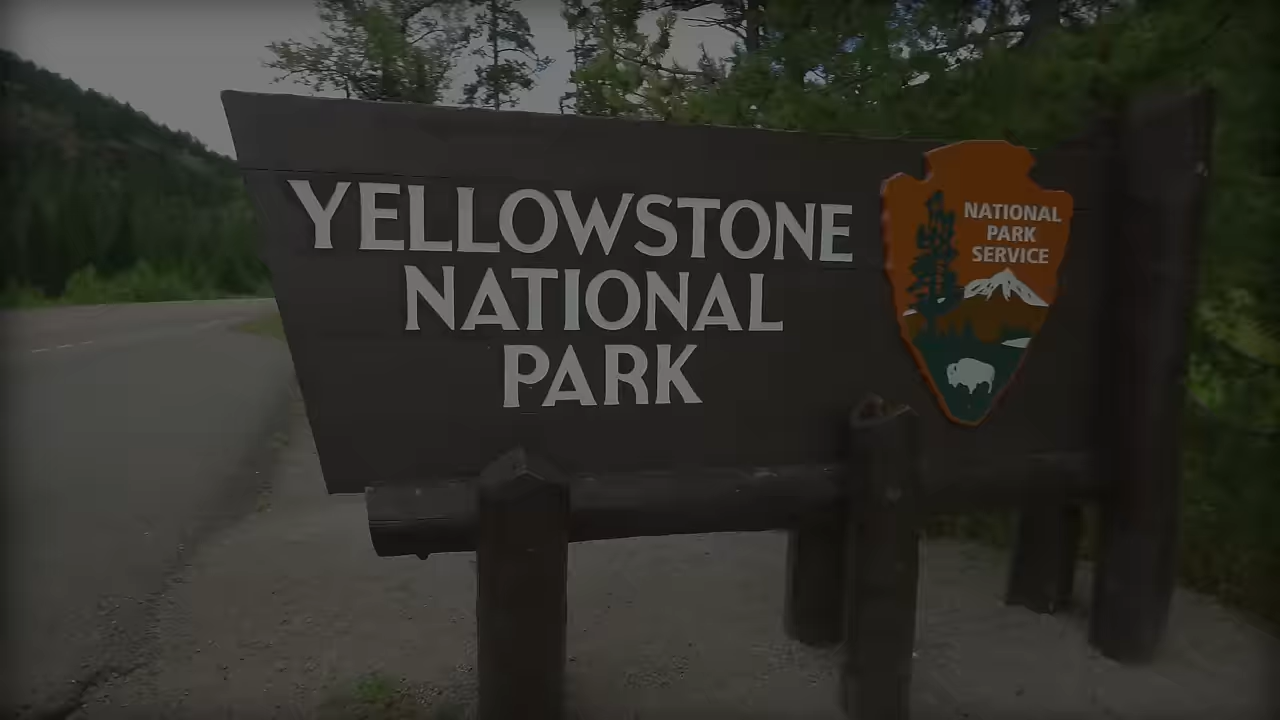 YELLOWSTONE
NATIONAL
PARK
NATIONAL
PARK
SERVICE